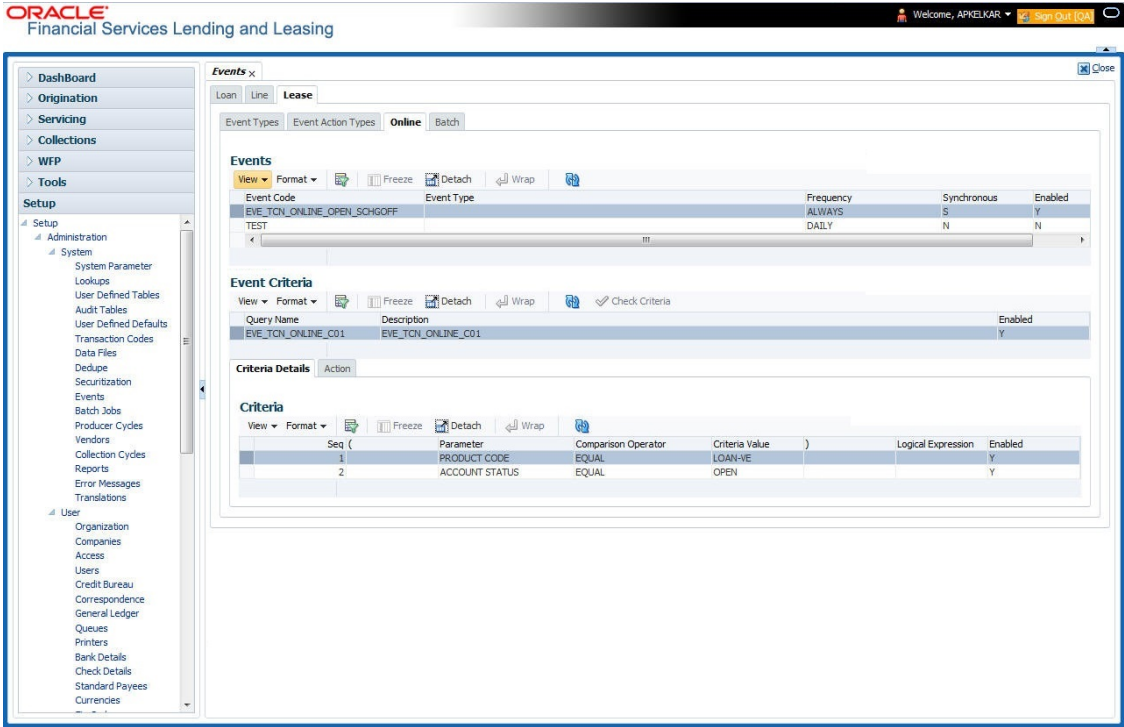 ORACLE
Financial Services Lending and Leasing
Welcome, APKELKAR
Sign Out [QA]
DashBoard
Origination
Servicing
Collections
WFP
Tools
Setup
Setup
Administration
System
System Parameter
Lookups
User Defined Tables
Audit Tables
User Defined Defaults
Transaction Codes
Data Files
Dedupe
Securitization
Events
Batch Jobs
Producer Cycles
Vendors
Collection Cycles
Reports
Error Messages
Translations
User
Organization
Companies
Access
Users
Credit Bureau
Correspondence
General Ledger
Queues
Printers
Bank Details
Check Details
Standard Payees
Currencies
Events
Close
Loan Line Lease
Event Types Event Action Types Online Batch
Events
View Format Freeze Detach Wrap
Event Code Event Type Frequency Synchronous Enabled
EVE_TCN_ONLINE_OPEN_SCHGOFF ALWAYS S Y
TEST DAILY N N
Event Criteria
View Format Freeze Detach Wrap Check Criteria
Query Name Description Enabled
EVE_TCN_ONLINE_C01 EVE_TCN_ONLINE_C01 Y
Criteria Details Action
Criteria
View Format Freeze Detach Wrap
Seq ( Parameter Comparison Operator Criteria Value ) Logical Expression Enabled
1 PRODUCT CODE EQUAL LOAN-VE Y
2 ACCOUNT STATUS EQUAL OPEN Y